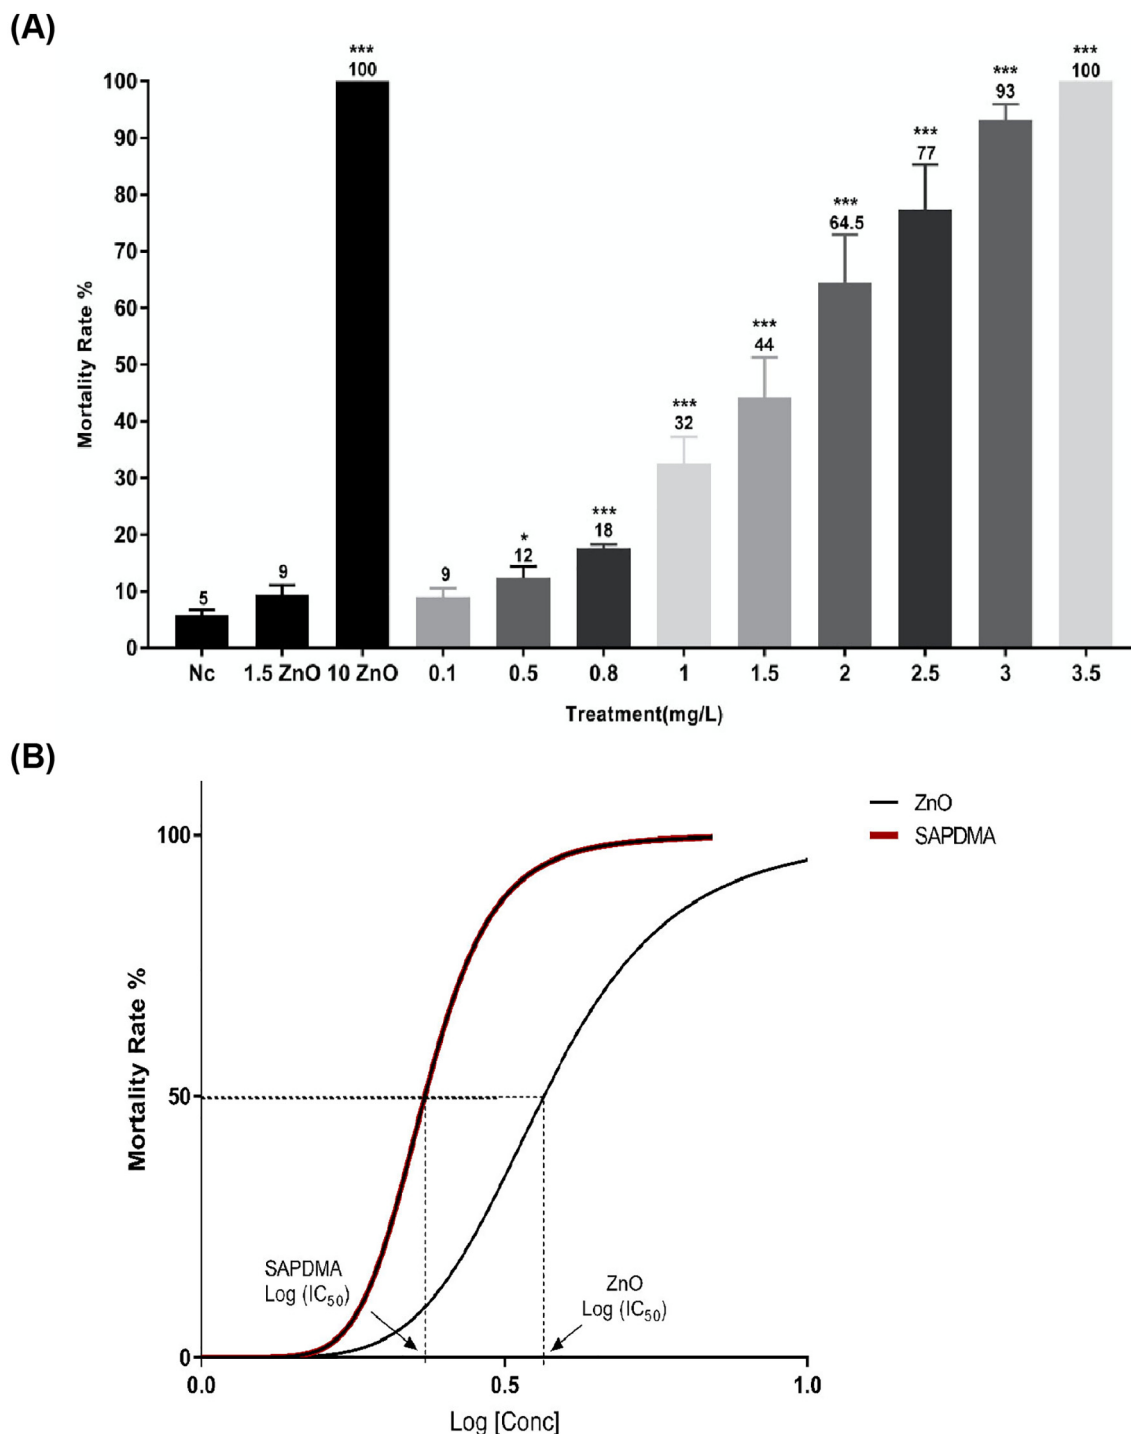 (A)
Mortality Rate %
100
90
80
70
60
50
40
30
20
10
0
5
9
***
100
9
*
12
***
18
***
32
***
44
***
64.5
***
77
***
93
***
100
Nc 1.5 ZnO 10 ZnO 0.1 0.5 0.8 1 1.5 2 2.5 3 3.5
Treatment(mg/L)
(B)
Mortality Rate %
100
50
0
ZnO
SAPDMA
SAPDMA
Log (IC50)
ZnO
Log (IC50)
0.0 0.5 1.0
Log [Conc]